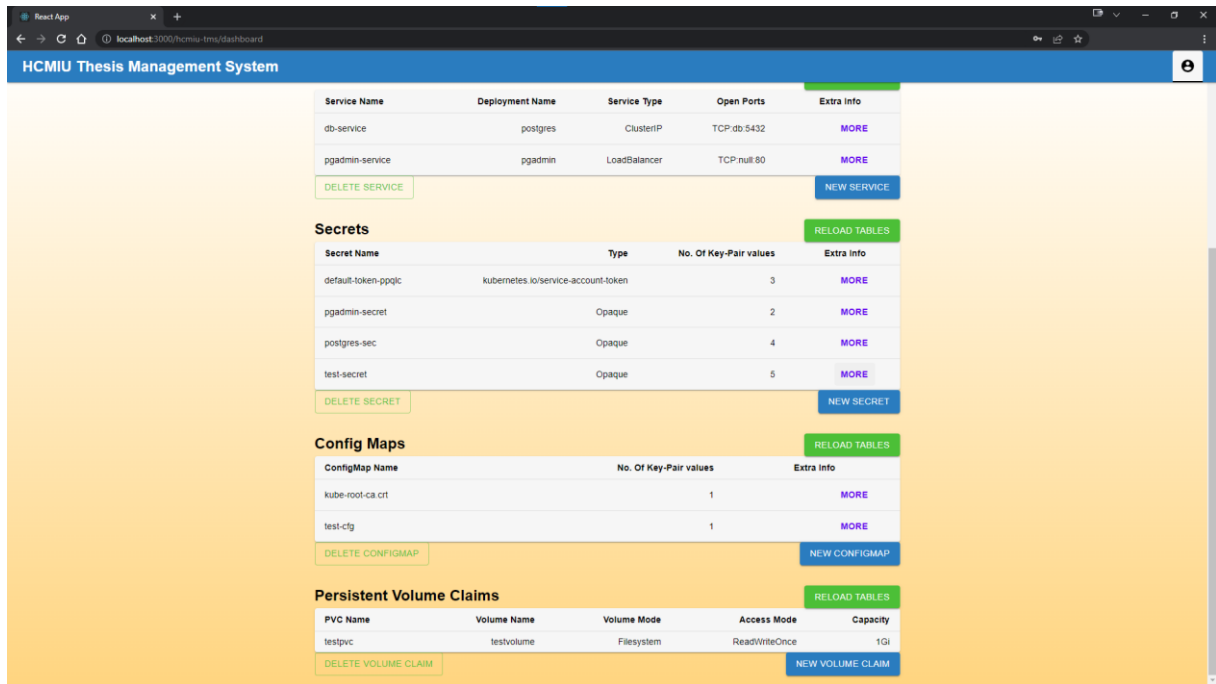 React App
localhost:3000/hcmiu-tms/dashboard
HCMIU Thesis Management System
Service Name Deployment Name Service Type Open Ports Extra Info
db-service postgres ClusterIP TCP:db:5432 MORE
pgadmin-service pgadmin LoadBalancer TCP:null:80 MORE
DELETE SERVICE NEW SERVICE
Secrets RELOAD TABLES
Secret Name Type No. Of Key-Pair values Extra Info
default-token-ppqlc kubernetes.io/service-account-token 3 MORE
pgadmin-secret Opaque 2 MORE
postgres-sec Opaque 4 MORE
test-secret Opaque 5 MORE
DELETE SECRET NEW SECRET
Config Maps RELOAD TABLES
ConfigMap Name No. Of Key-Pair values Extra Info
kube-root-ca.crt 1 MORE
test-cfg 1 MORE
DELETE CONFIGMAP NEW CONFIGMAP
Persistent Volume Claims RELOAD TABLES
PVC Name Volume Name Volume Mode Access Mode Capacity
testpvc testvolume Filesystem ReadWriteOnce 1Gi
DELETE VOLUME CLAIM NEW VOLUME CLAIM